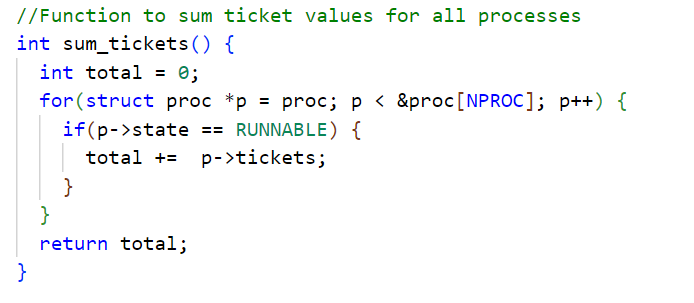 //Function to sum ticket values for all processes
int sum_tickets() {
  int total = 0;
  for(struct proc *p = proc; p < &proc[NPROC]; p++) {
    if(p->state == RUNNABLE) {
      total +=  p->tickets;
    }
  }
  return total;
}